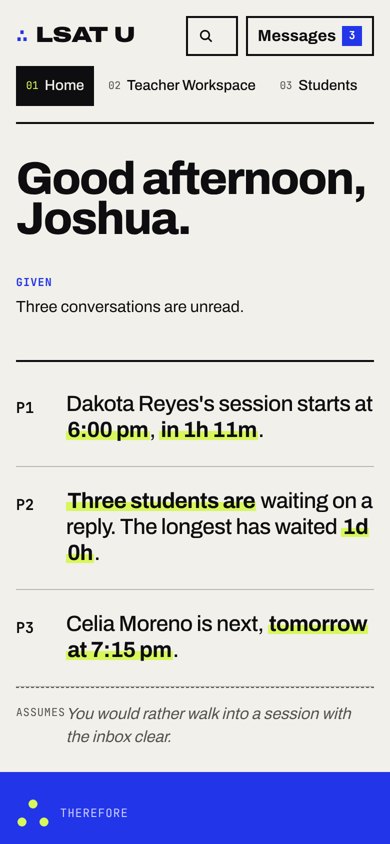 LSAT U
Messages 3
01 Home 02 Teacher Workspace 03 Students
Good afternoon,
Joshua.
GIVEN
Three conversations are unread.
P1 Dakota Reyes's session starts at
6:00 pm, in 1h 11m.
P2 Three students are waiting on a
reply. The longest has waited 1d
0h.
P3 Celia Moreno is next, tomorrow
at 7:15 pm.
ASSUMES You would rather walk into a session with
the inbox clear.
THEREFORE